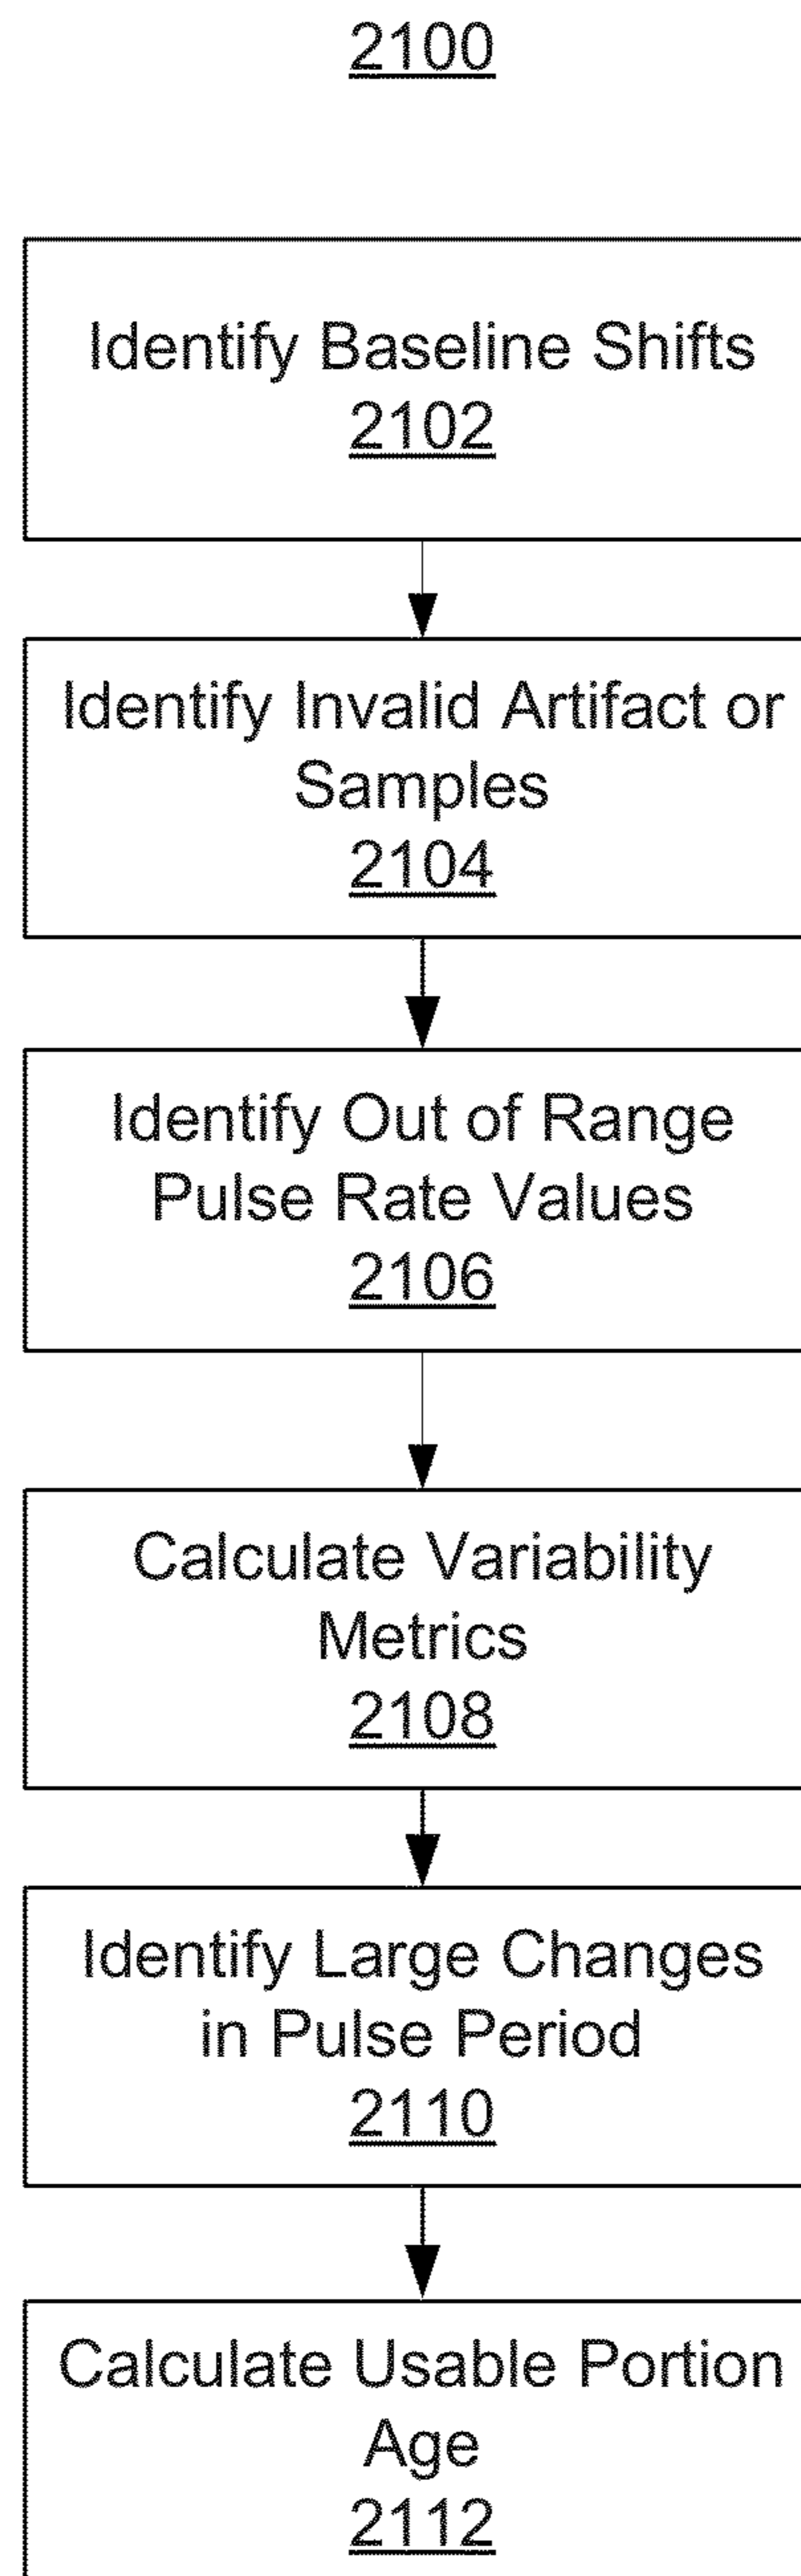 2100
Identify Baseline Shifts
2102
Identify Invalid Artifact or
Samples
2104
Identify Out of Range
Pulse Rate Values
2106
Calculate Variability
Metrics
2108
Identify Large Changes
in Pulse Period
2110
Calculate Usable Portion
Age
2112